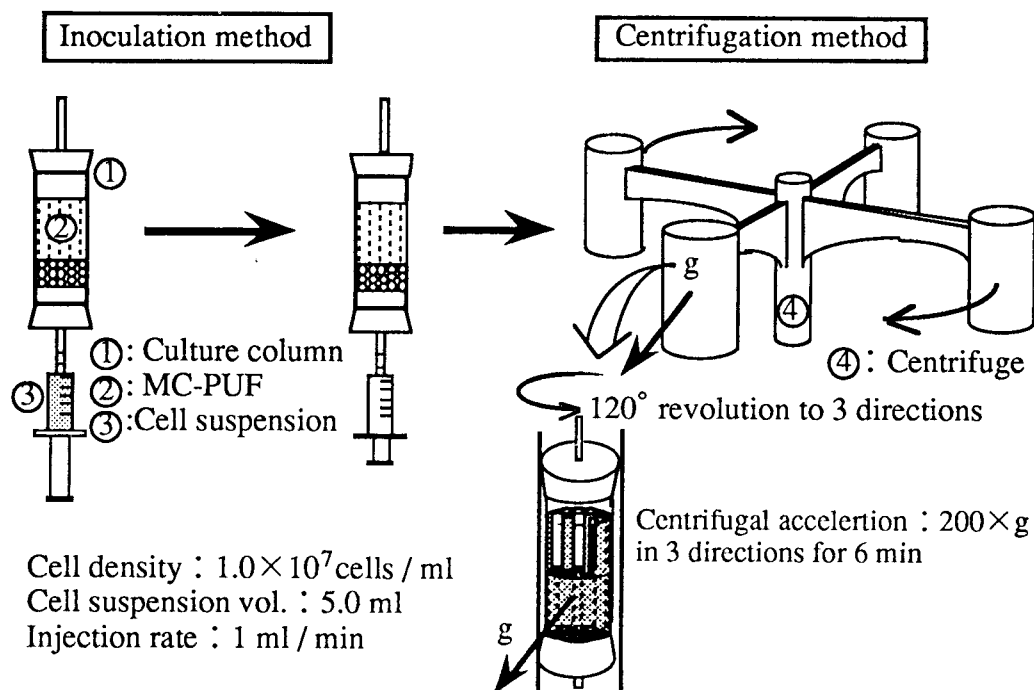 Inoculation method
Centrifugation method
①
②
③
①: Culture column
②: MC-PUF
③:Cell suspension
g
④
④: Centrifuge
120° revolution to 3 directions
Centrifugal accelertion : 200×g
in 3 directions for 6 min
g
Cell density : 1.0×10⁷cells / ml
Cell suspension vol. : 5.0 ml
Injection rate : 1 ml / min